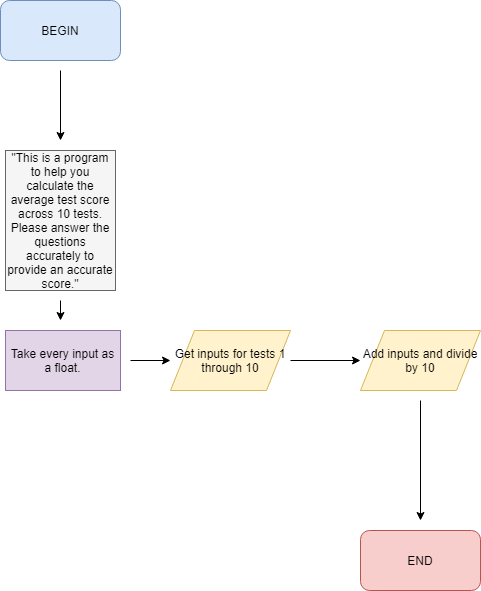 BEGIN
"This is a program
to help you
calculate the
average test score
across 10 tests.
Please answer the
questions
accurately to
provide an accurate
score."
Take every input as
a float.
Get inputs for tests 1
through 10
Add inputs and divide
by 10
END